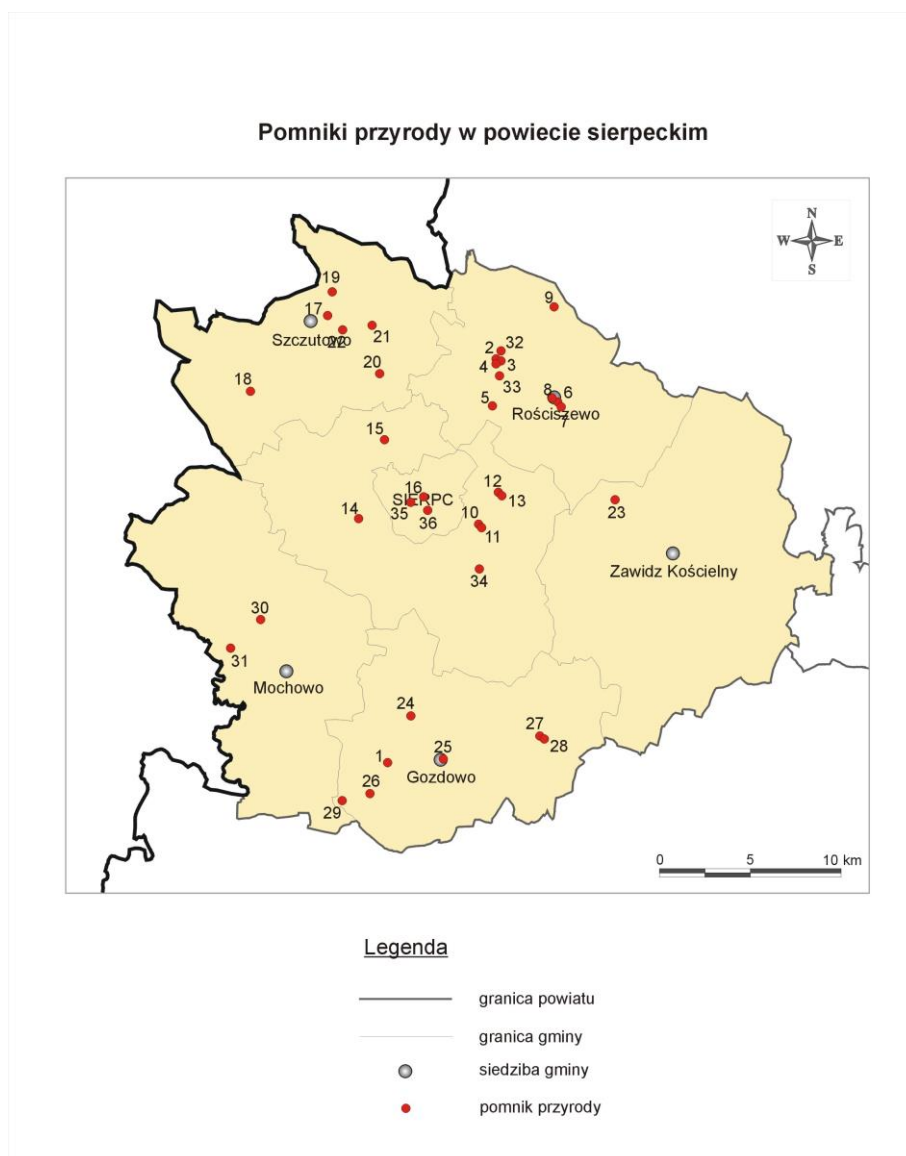 Pomniki przyrody w powiecie sierpeckim
N
W E
S
19
9
17
21
Szczutowo
22
32
2
3
4
20
33
18
8 6
5
Rościszewo
7
15
12
16
13
SIERPC
23
35
14
36
10
11
Zawidz Kościelny
34
30
31
Mochowo
24
27
28
25
1
Gozdowo
26
29
0 5 10 km
Legenda
granica powiatu
granica gminy
siedziba gminy
pomnik przyrody